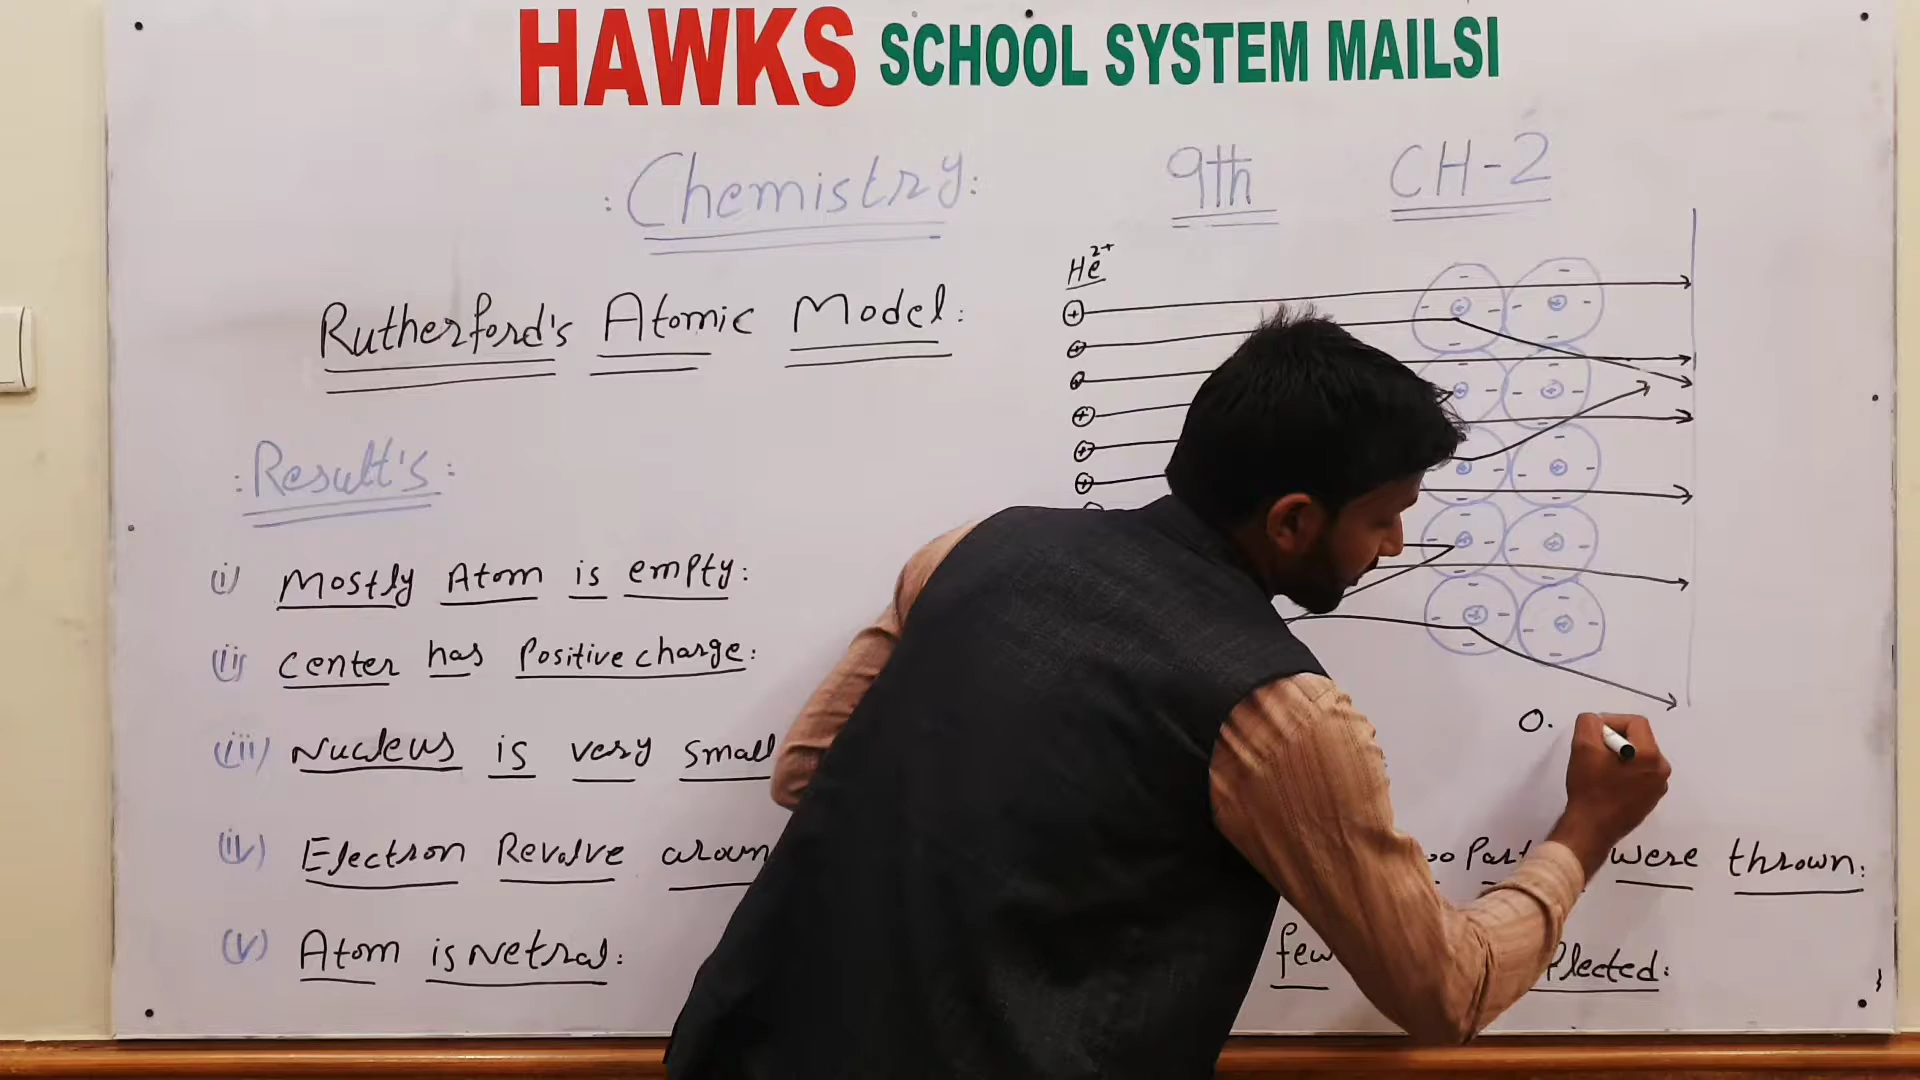 HAWKS SCHOOL SYSTEM MAILSI
: Chemistry: 9th CH-2
Rutherford's Atomic Model:
He2+
: Result's :
(i) Mostly Atom is empty:
(ii) Center has Positive charge:
(iii) Nucleus is very small
(iv) Electron Revolve
(v) Atom is Netral:
0.
were thrown.
few
flected: